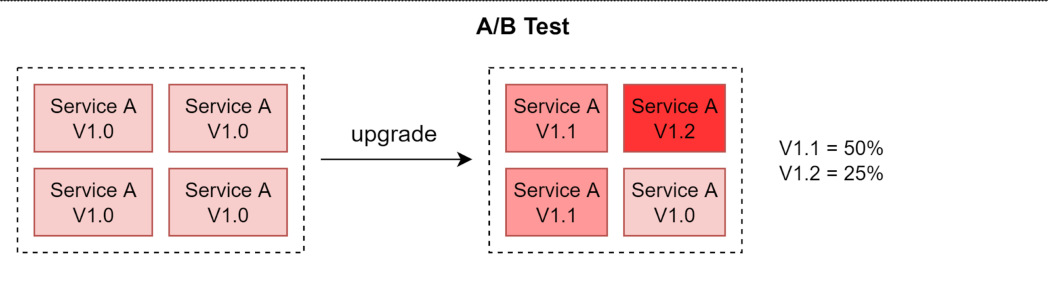 A/B Test
Service A
V1.0
Service A
V1.0
Service A
V1.0
Service A
V1.0
upgrade
Service A
V1.1
Service A
V1.2
Service A
V1.1
Service A
V1.0
V1.1 = 50%
V1.2 = 25%